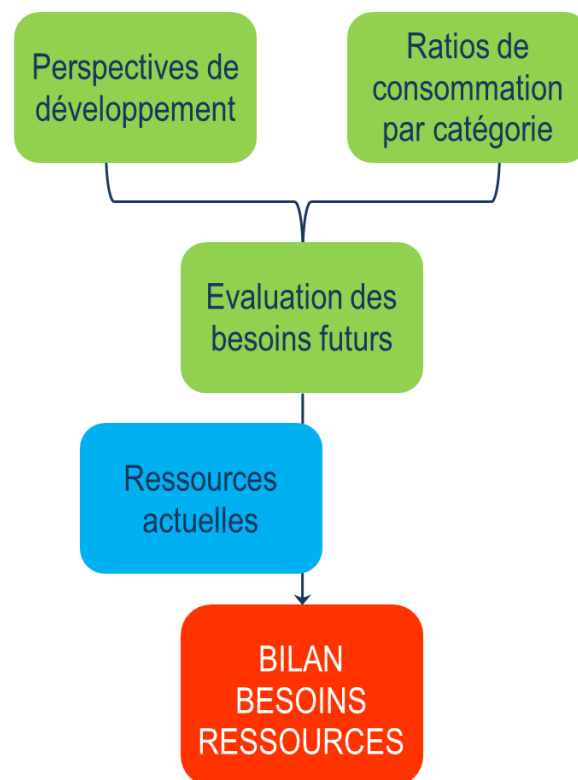 Perspectives de
développement
Ratios de
consommation
par catégorie
Evaluation des
besoins futurs
Ressources
actuelles
BILAN
BESOINS
RESSOURCES